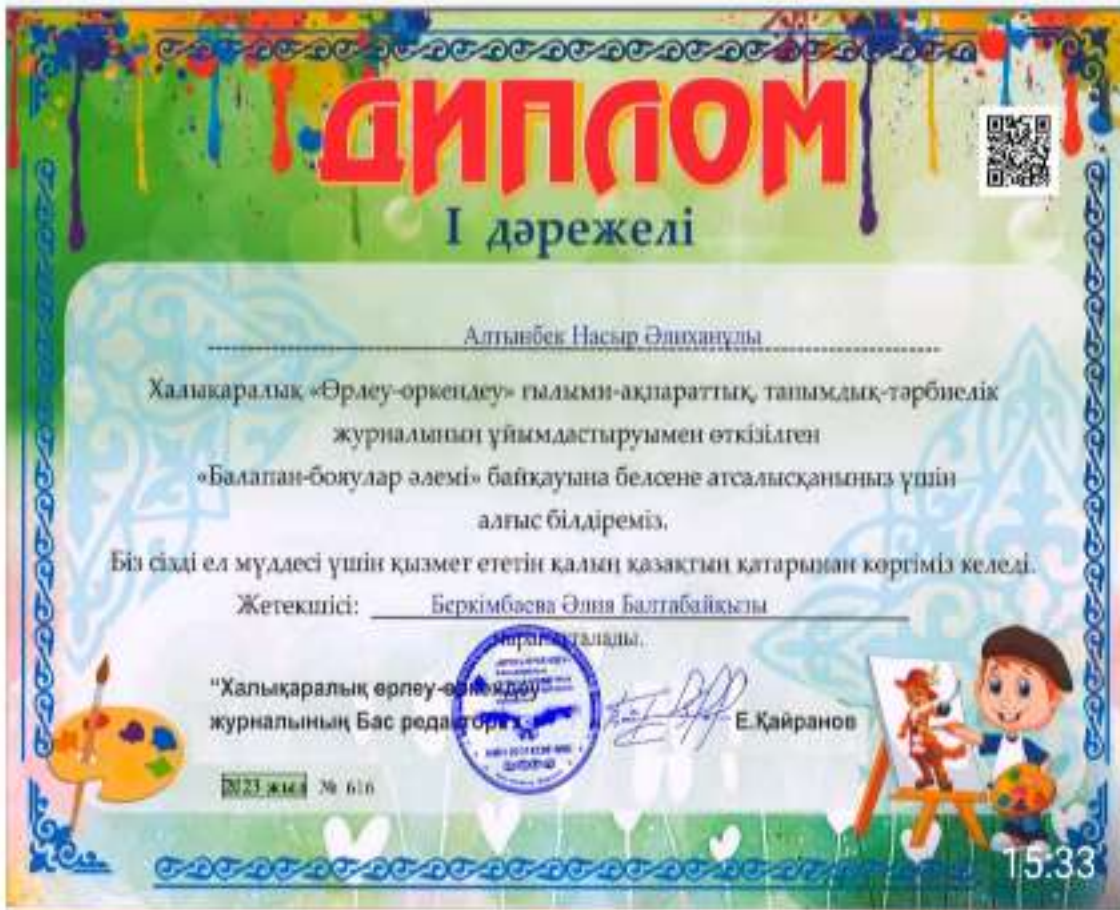 ДИПЛОМ
І дәрежелі
Алтынбек Насыр Әлиханұлы
Халықаралық «Өрлеу-өркендеу» ғылыми-ақпараттық, танымдық-тәрбиелік
журналының ұйымдастыруымен өткізілген
«Балапан-бояулар әлемі» байқауына белсене атсалысқаныңыз үшін
алғыс білдіреміз.
Біз сізді ел мүддесі үшін қызмет ететін қалың қазақтың қатарынан көргіміз келеді.
Жетекшісі: Беркімбаева Әлия Балтабайқызы
марапатталады.
"Халықаралық өрлеу-өркендеу
журналының Бас редакторы Е.Қайранов
2023 жыл № 616
15:33